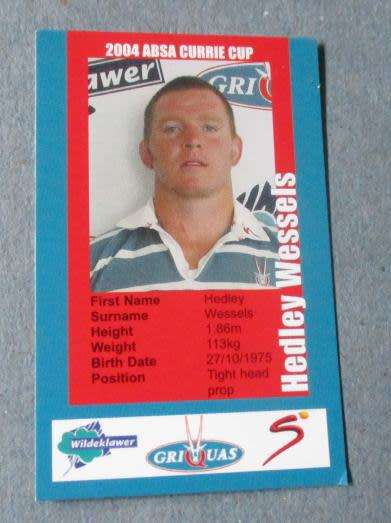 2004 ABSA CURRIE CUP
lawer
GRI
Hedley Wessels
First Name Hedley
Surname Wessels
Height 1.86m
Weight 113kg
Birth Date 27/10/1975
Position Tight head
prop
Wildeklawer
GRIQUAS
S